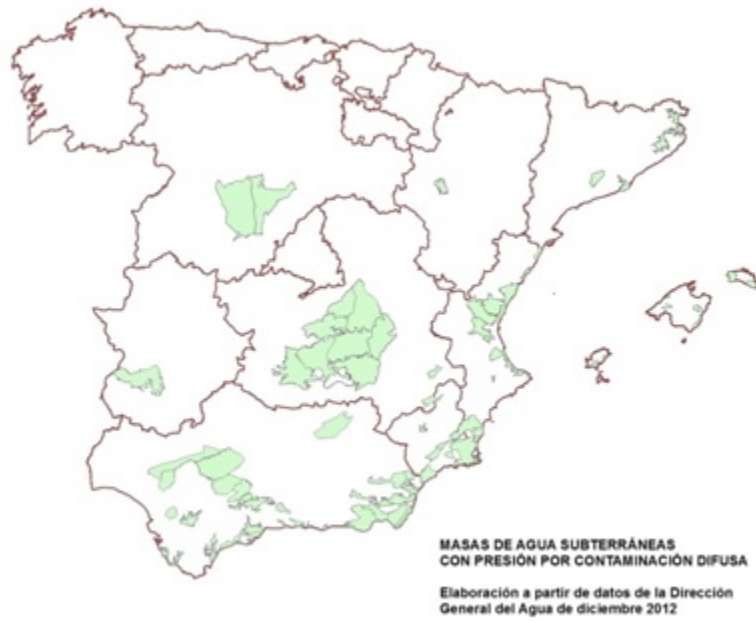 MASAS DE AGUA SUBTERRÁNEAS
CON PRESIÓN POR CONTAMINACIÓN DIFUSA
Elaboración a partir de datos de la Dirección
General del Agua de diciembre 2012